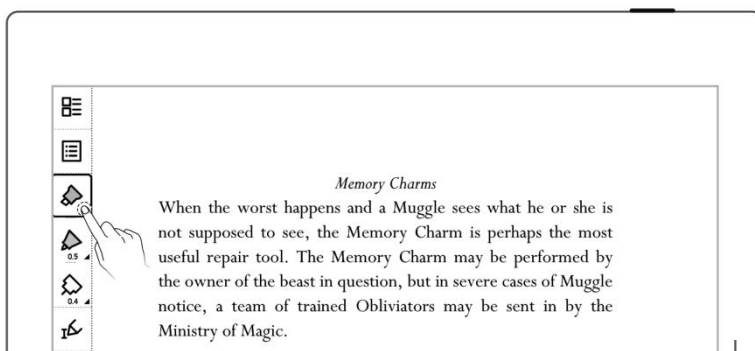 Memory Charms
When the worst happens and a Muggle sees what he or she is
not supposed to see, the Memory Charm is perhaps the most
useful repair tool. The Memory Charm may be performed by
the owner of the beast in question, but in severe cases of Muggle
notice, a team of trained Obliviators may be sent in by the
Ministry of Magic.
0.5
0.4